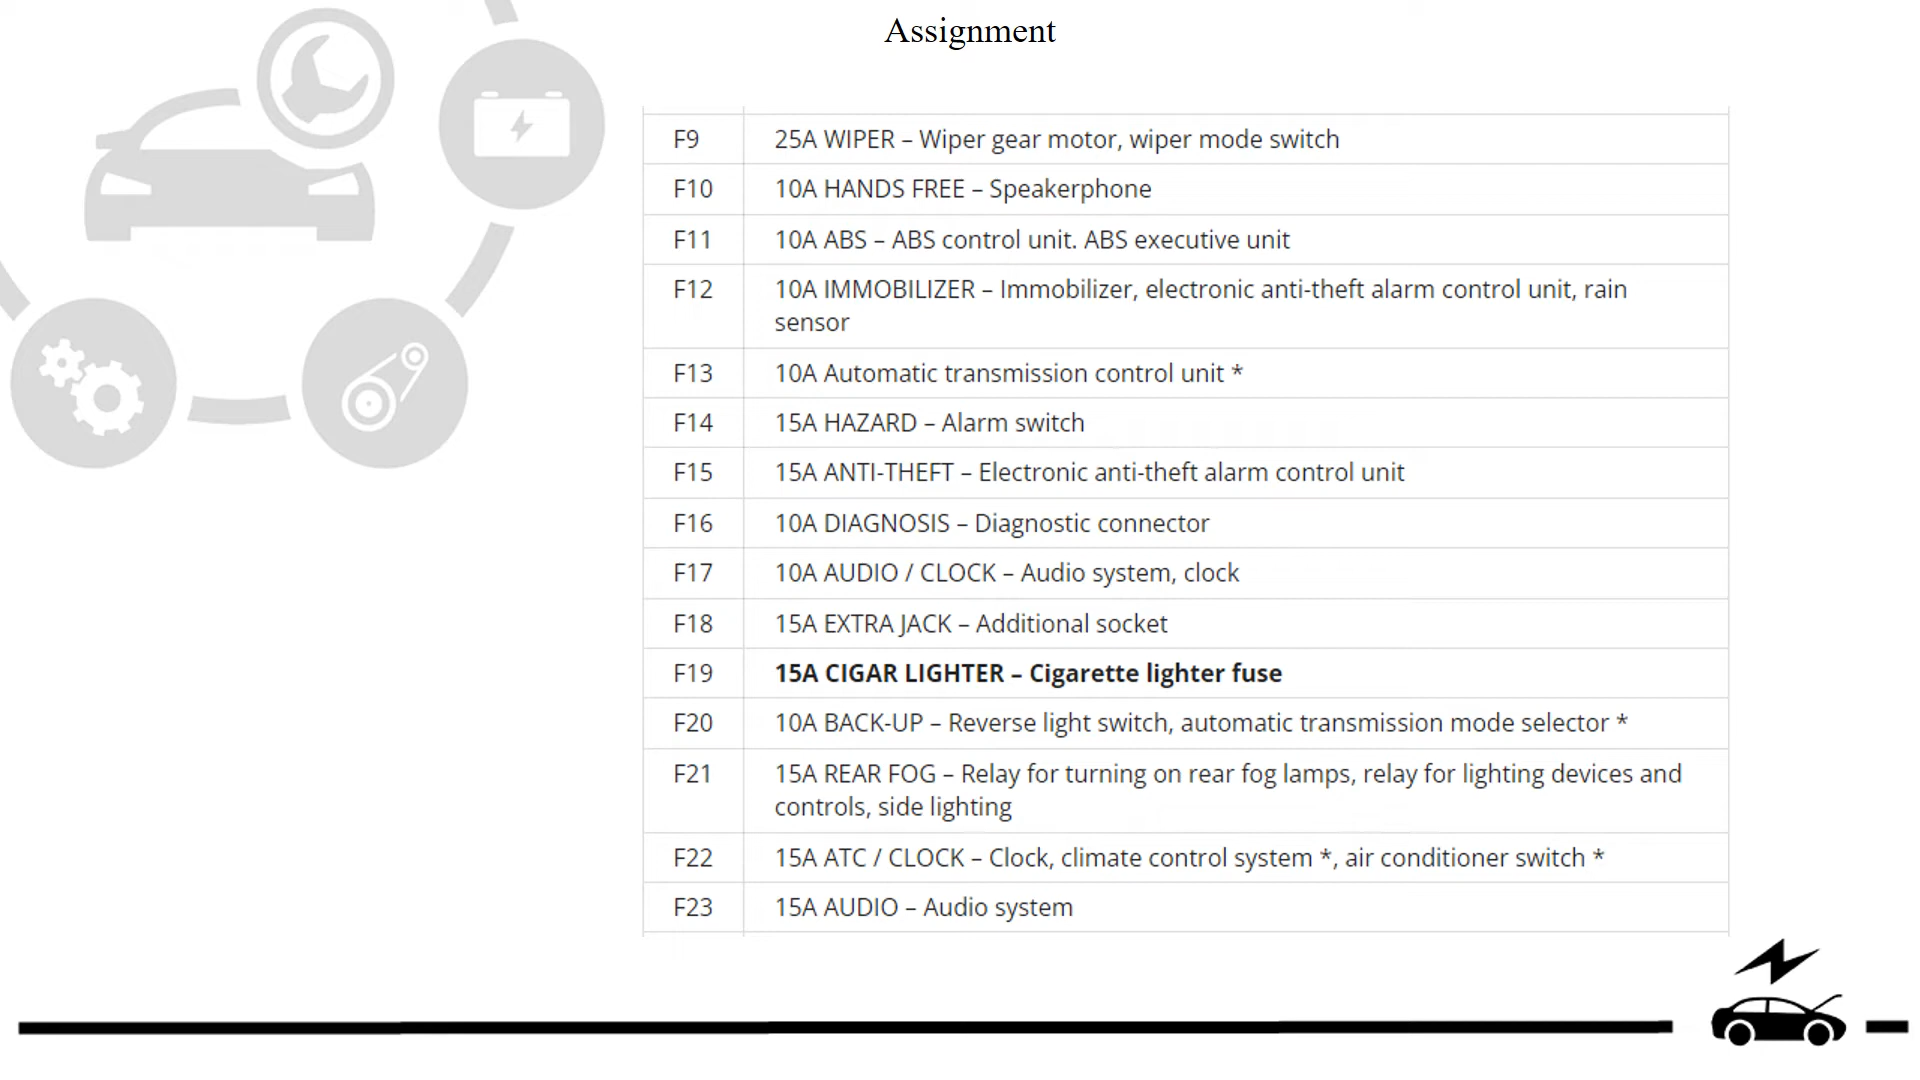 Assignment
F9 25A WIPER – Wiper gear motor, wiper mode switch
F10 10A HANDS FREE – Speakerphone
F11 10A ABS – ABS control unit. ABS executive unit
F12 10A IMMOBILIZER – Immobilizer, electronic anti-theft alarm control unit, rain
sensor
F13 10A Automatic transmission control unit *
F14 15A HAZARD – Alarm switch
F15 15A ANTI-THEFT – Electronic anti-theft alarm control unit
F16 10A DIAGNOSIS – Diagnostic connector
F17 10A AUDIO / CLOCK – Audio system, clock
F18 15A EXTRA JACK – Additional socket
F19 15A CIGAR LIGHTER – Cigarette lighter fuse
F20 10A BACK-UP – Reverse light switch, automatic transmission mode selector *
F21 15A REAR FOG – Relay for turning on rear fog lamps, relay for lighting devices and
controls, side lighting
F22 15A ATC / CLOCK – Clock, climate control system *, air conditioner switch *
F23 15A AUDIO – Audio system